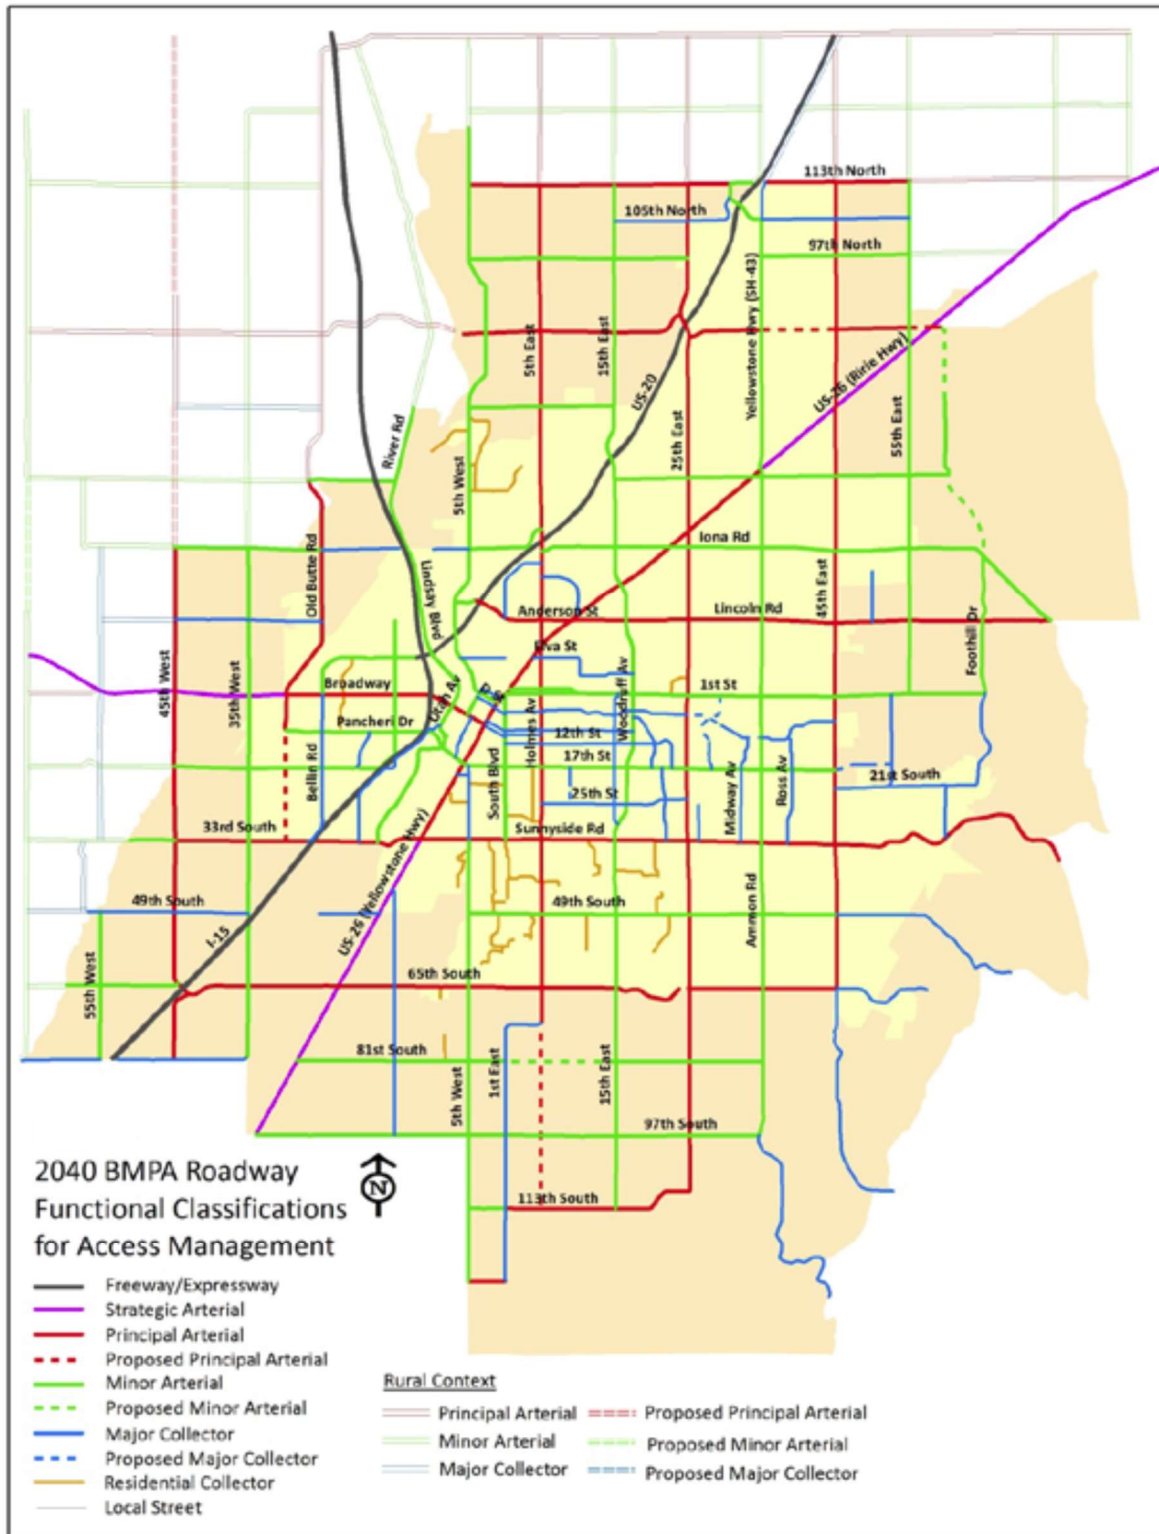 113th North
105th North
97th North
Yellowstone Hwy (SH-43)
5th East
15th East
US-20
US-26 (Ririe Hwy)
25th East
55th East
River Rd
5th West
Iona Rd
Old Butte Rd
Lindsay Blvd
45th East
Anderson St
Lincoln Rd
Foothill Dr
Elva St
45th West
35th West
Broadway
Utah Av
D St
Woodruff Av
1st St
Pancheri Dr
Holmes Av
12th St
17th St
Bellin Rd
South Blvd
Midway Av
Ross Av
21st South
25th St
33rd South
Sunnyside Rd
US-26 (Yellowstone Hwy)
49th South
49th South
Ammon Rd
I-15
65th South
55th West
81st South
5th West
1st East
15th East
97th South
113th South
2040 BMPA Roadway
Functional Classifications
for Access Management
N
Freeway/Expressway
Strategic Arterial
Principal Arterial
Proposed Principal Arterial
Minor Arterial
Proposed Minor Arterial
Major Collector
Proposed Major Collector
Residential Collector
Local Street
Rural Context
Principal Arterial
Proposed Principal Arterial
Minor Arterial
Proposed Minor Arterial
Major Collector
Proposed Major Collector